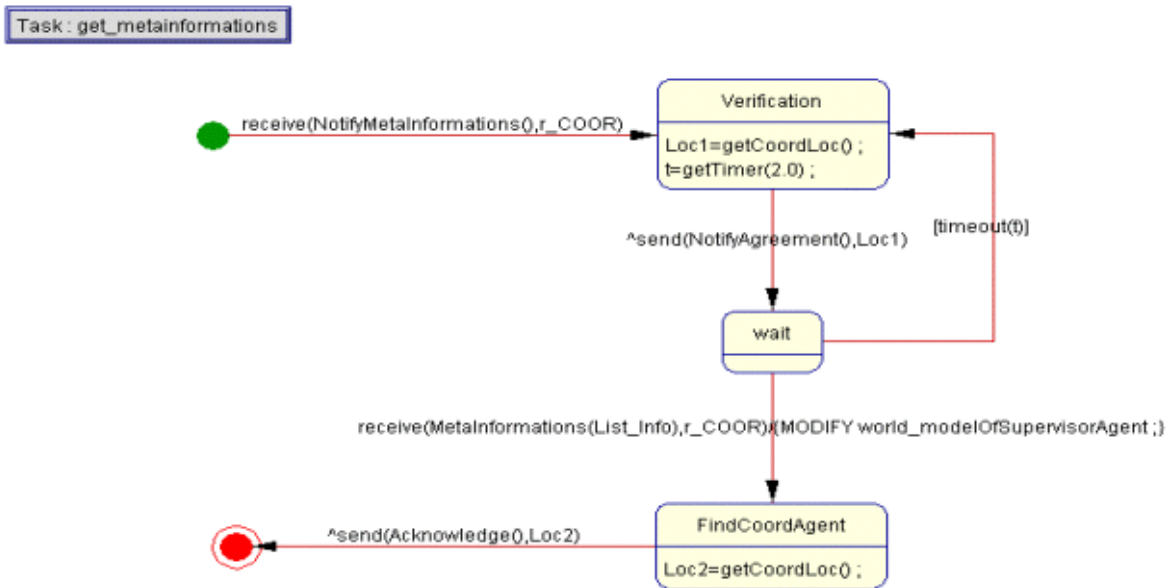 Task : get_metainformations
Verification
receive(NotifyMetaInformations(),r_COOR)
Loc1=getCoordLoc() ;
t=getTimer(2.0) ;
^send(NotifyAgreement(),Loc1)
[timeout(t)]
wait
receive(MetaInformations(List_Info),r_COOR)/{MODIFY world_modelOfSupervisorAgent ;}
FindCoordAgent
^send(Acknowledge(),Loc2)
Loc2=getCoordLoc() ;